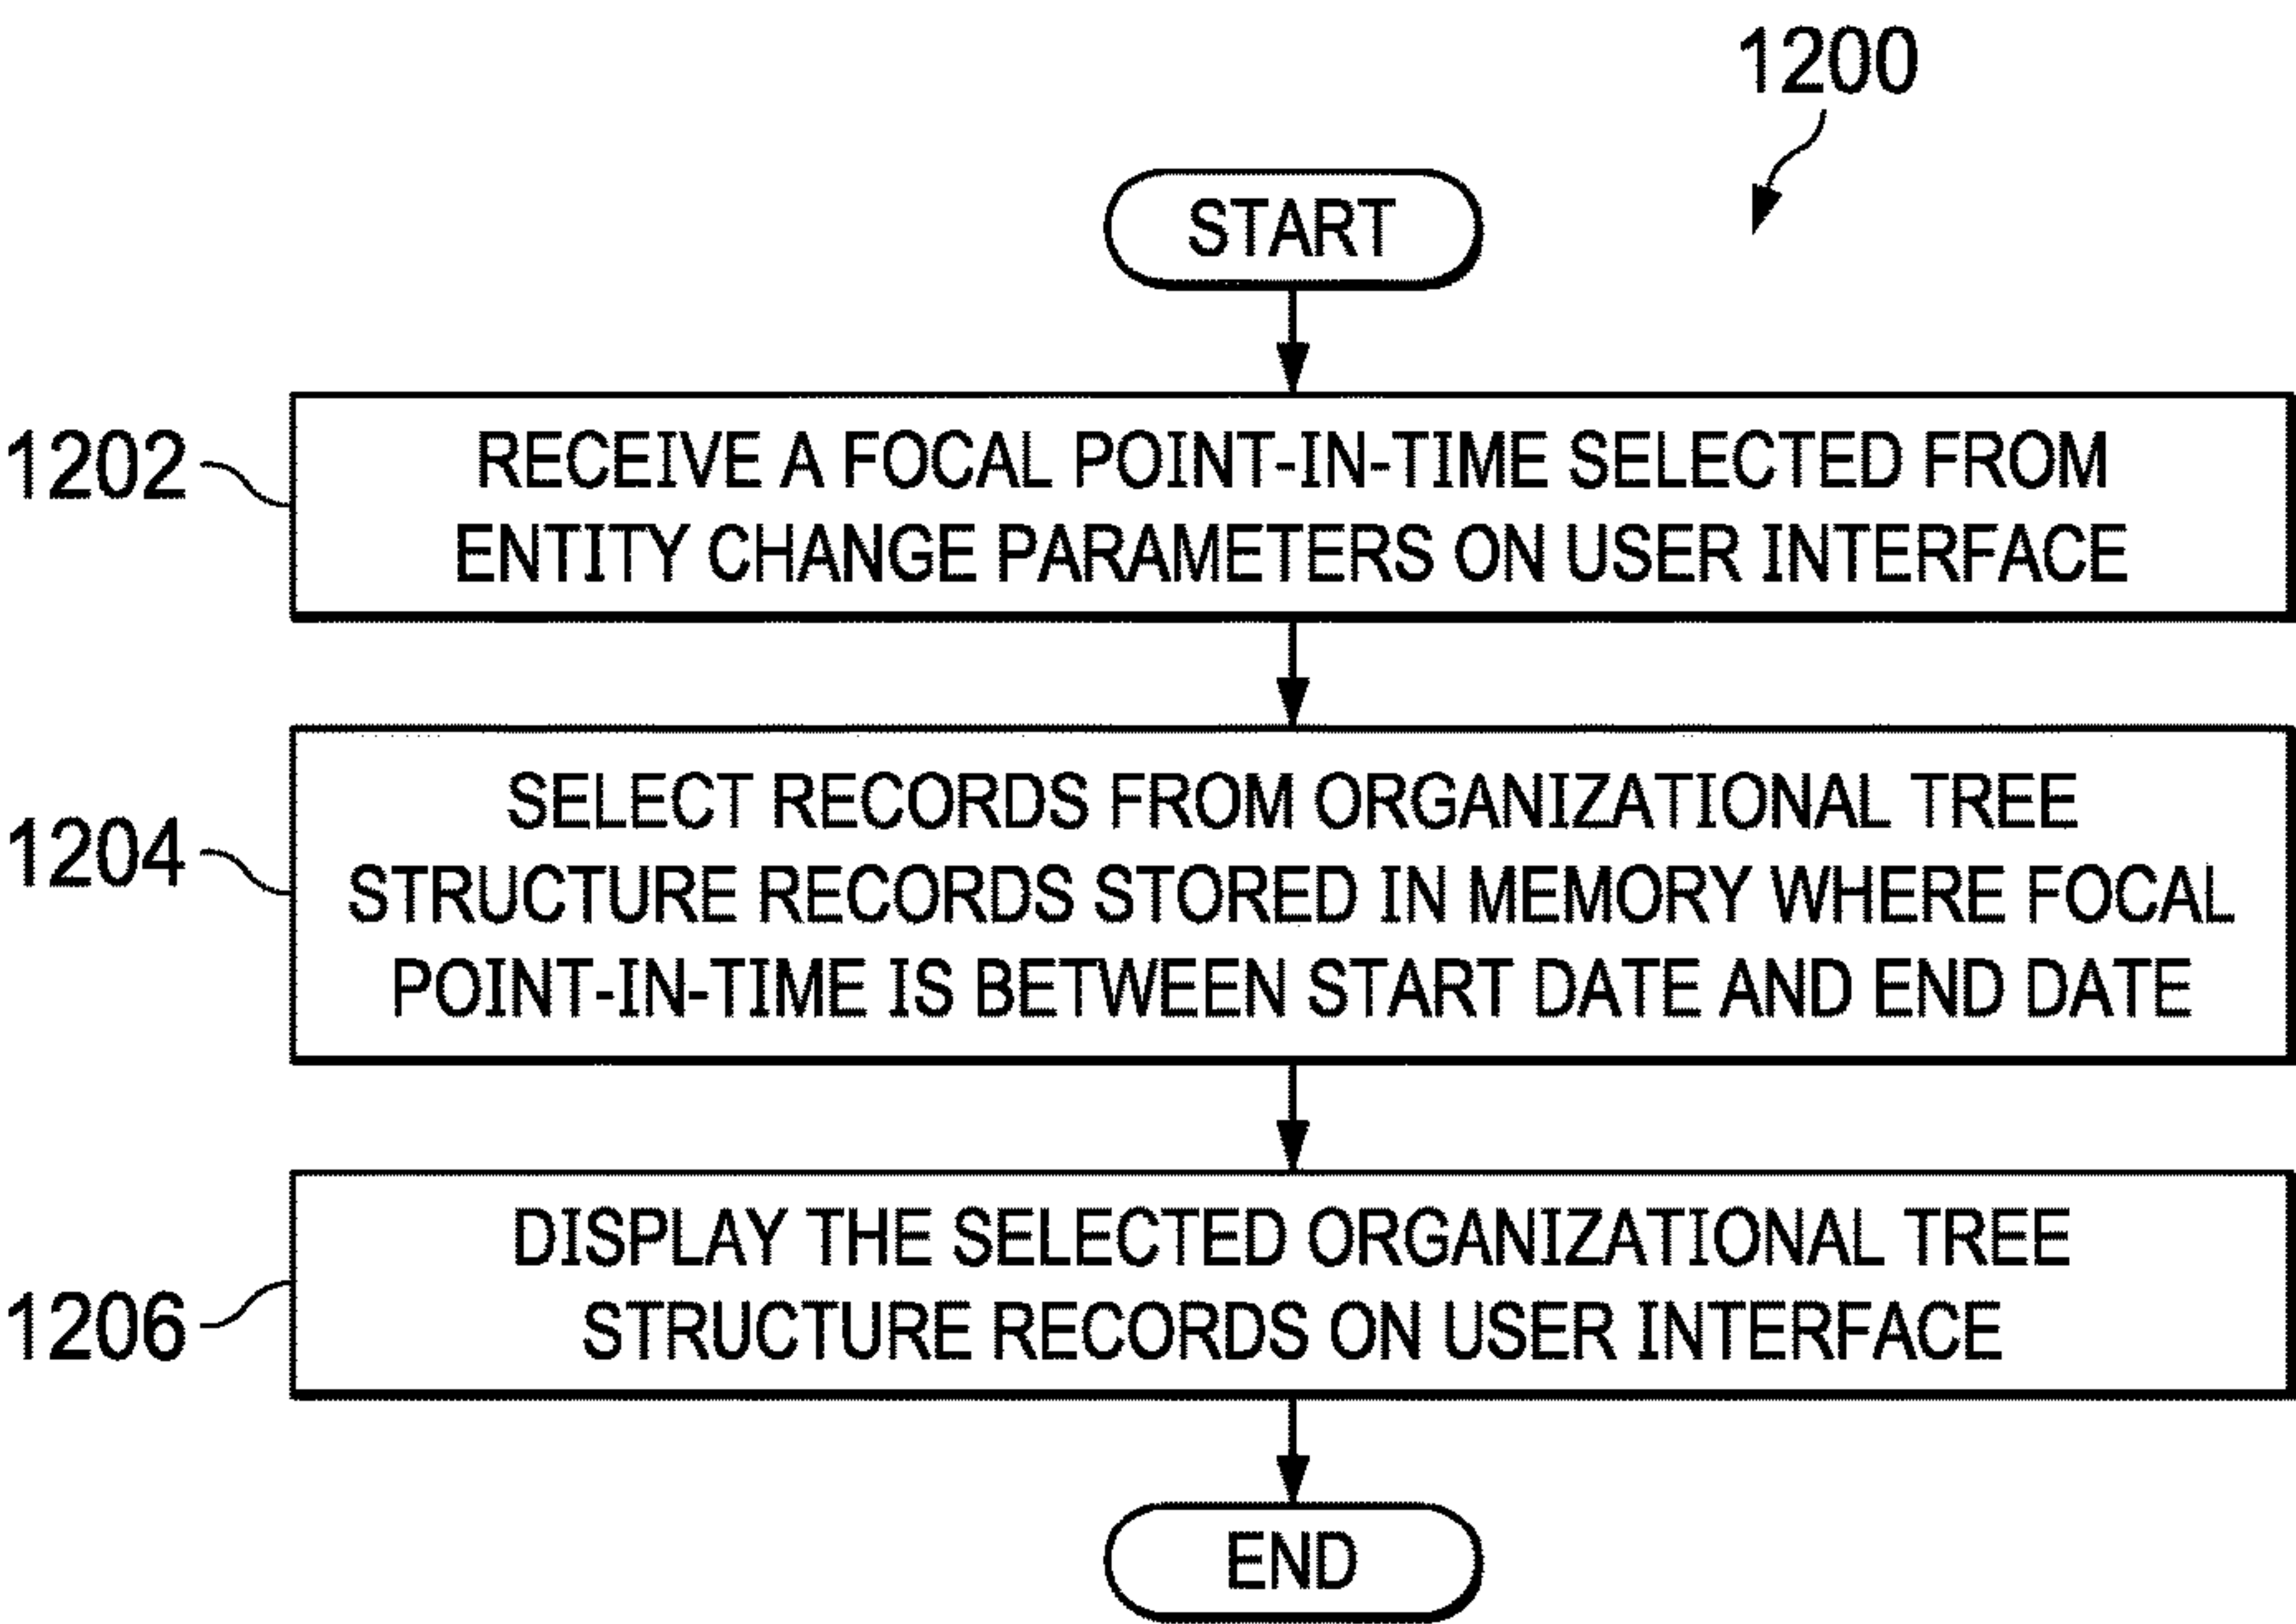 1200
START
1202
RECEIVE A FOCAL POINT-IN-TIME SELECTED FROM
ENTITY CHANGE PARAMETERS ON USER INTERFACE
1204
SELECT RECORDS FROM ORGANIZATIONAL TREE
STRUCTURE RECORDS STORED IN MEMORY WHERE FOCAL
POINT-IN-TIME IS BETWEEN START DATE AND END DATE
1206
DISPLAY THE SELECTED ORGANIZATIONAL TREE
STRUCTURE RECORDS ON USER INTERFACE
END